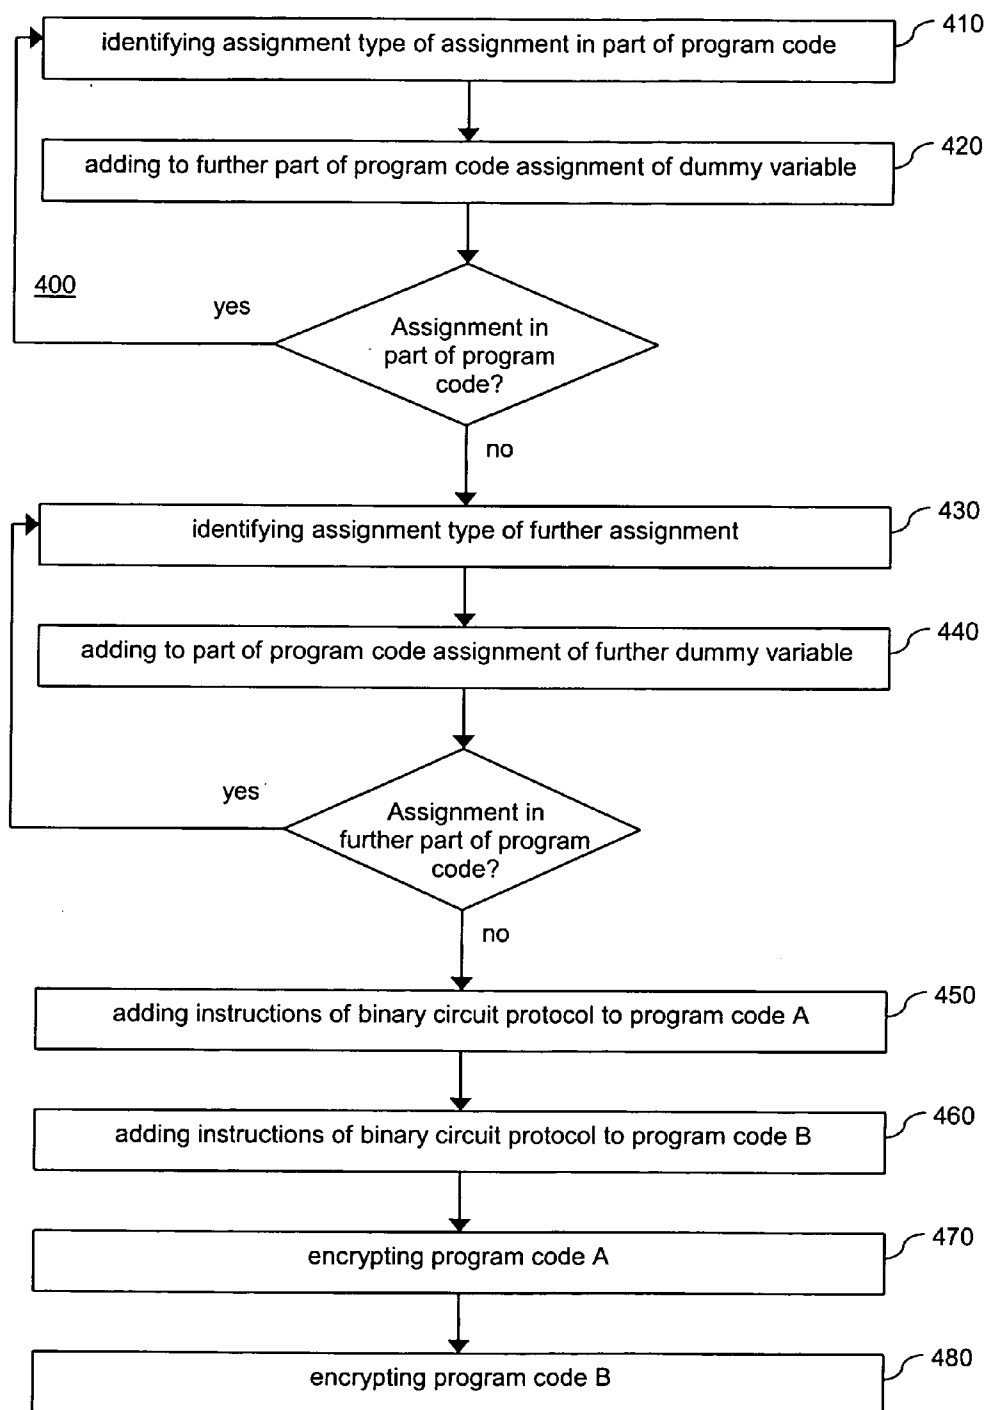 410
identifying assignment type of assignment in part of program code
420
adding to further part of program code assignment of dummy variable
400
yes
Assignment in
part of program
code?
no
430
identifying assignment type of further assignment
440
adding to part of program code assignment of further dummy variable
yes
Assignment in
further part of program
code?
no
450
adding instructions of binary circuit protocol to program code A
460
adding instructions of binary circuit protocol to program code B
470
encrypting program code A
480
encrypting program code B